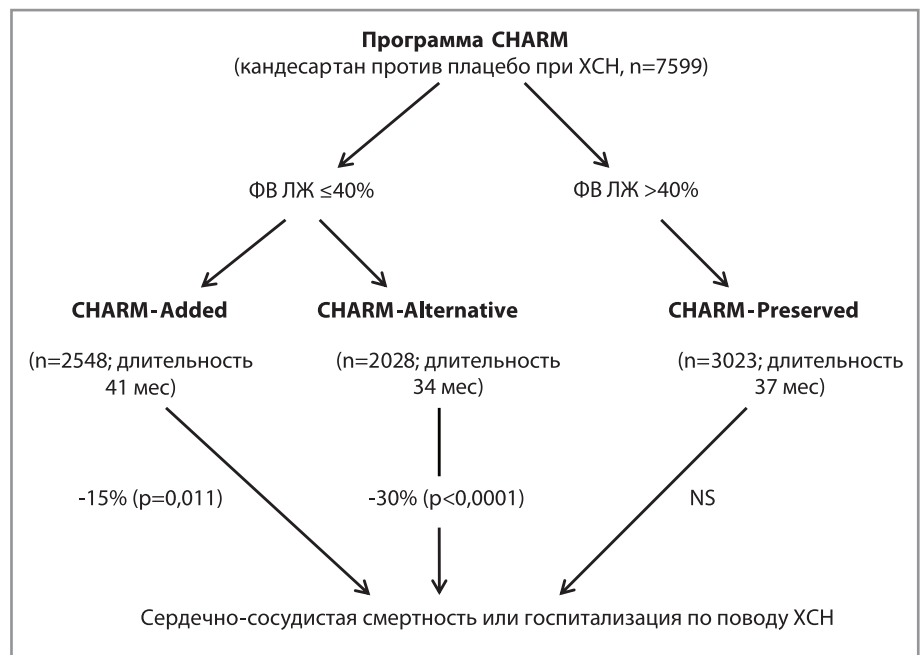 Программа CHARM
(кандесартан против плацебо при ХСН, n=7599)
ФВ ЛЖ ≤40%
ФВ ЛЖ >40%
CHARM-Added
CHARM-Alternative
CHARM-Preserved
(n=2548; длительность
41 мес)
(n=2028; длительность
34 мес)
(n=3023; длительность
37 мес)
-15% (p=0,011)
-30% (p<0,0001)
NS
Сердечно-сосудистая смертность или госпитализация по поводу ХСН